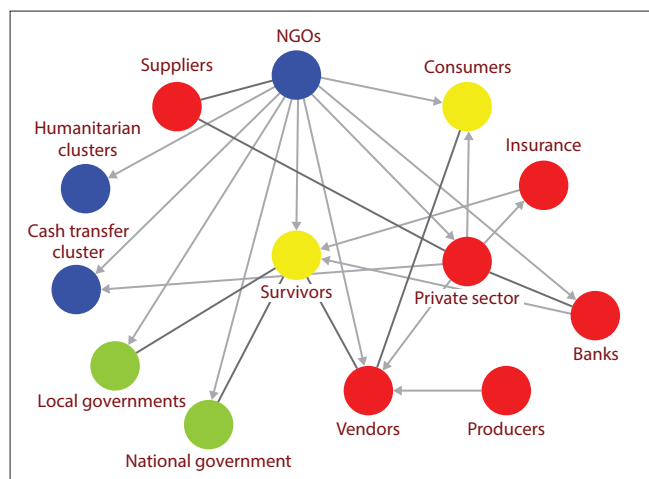 NGOs
Suppliers
Consumers
Humanitarian
clusters
Insurance
Cash transfer
cluster
Survivors
Private sector
Banks
Local governments
Vendors
Producers
National government